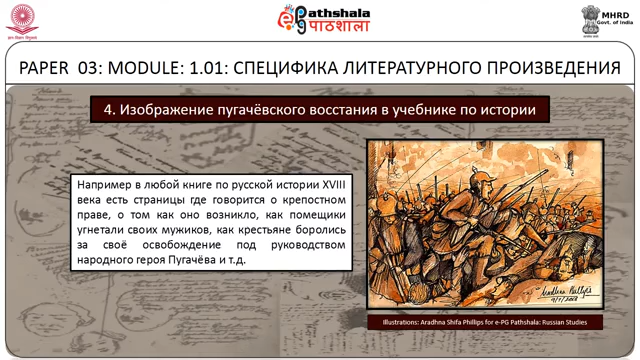 ePathshala
पाठशाला
MHRD
Govt. of India
PAPER 03: MODULE: 1.01: СПЕЦИФИКА ЛИТЕРАТУРНОГО ПРОИЗВЕДЕНИЯ
4. Изображение пугачёвского восстания в учебнике по истории
Например в любой книге по русской истории XVIII
века есть страницы где говорится о крепостном
праве, о том как оно возникло, как помещики
угнетали своих мужиков, как крестьяне боролись
за своё освобождение под руководством
народного героя Пугачёва и т.д.
Illustrations: Aradhna Shifa Phillips for e-PG Pathshala: Russian Studies